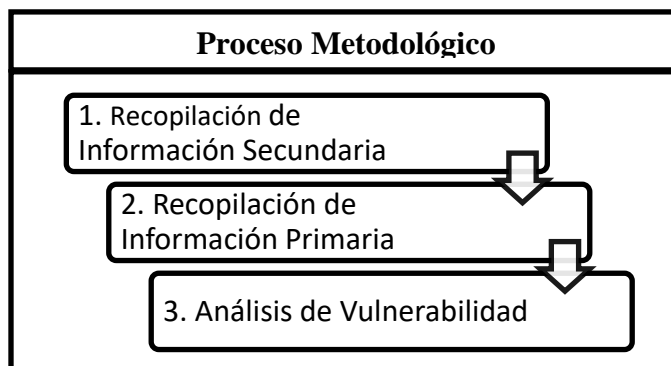 Proceso Metodológico
1. Recopilación de
Información Secundaria
2. Recopilación de
Información Primaria
3. Análisis de Vulnerabilidad